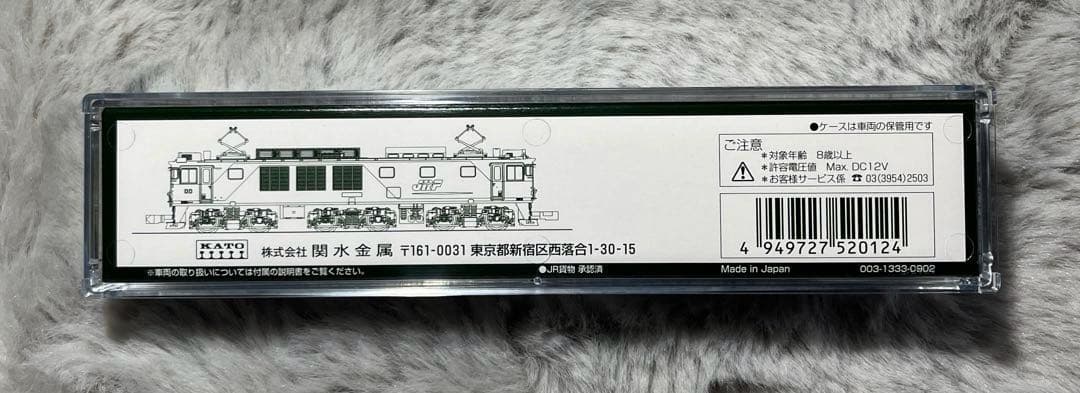 ●ケースは車両の保管用です
ご注意
*対象年齢 8歳以上
*許容電圧値 Max. DC12V
*お客様サービス係 ☎ 03(3954)2503
JRF
KATO 株式会社 関水金属 〒161-0031 東京都新宿区西落合1-30-15
4 949727 520124
※車両の取り扱いについては付属の説明書をご覧ください。 ●JR貨物 承認済 Made in Japan 003-1333-0902